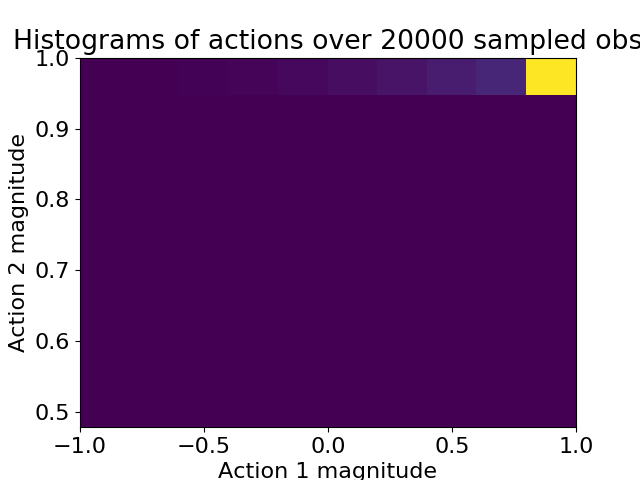 Histograms of actions over 20000 sampled obs
1.0
0.9
0.8
0.7
0.6
0.5
Action 2 magnitude
−1.0 −0.5 0.0 0.5 1.0
Action 1 magnitude